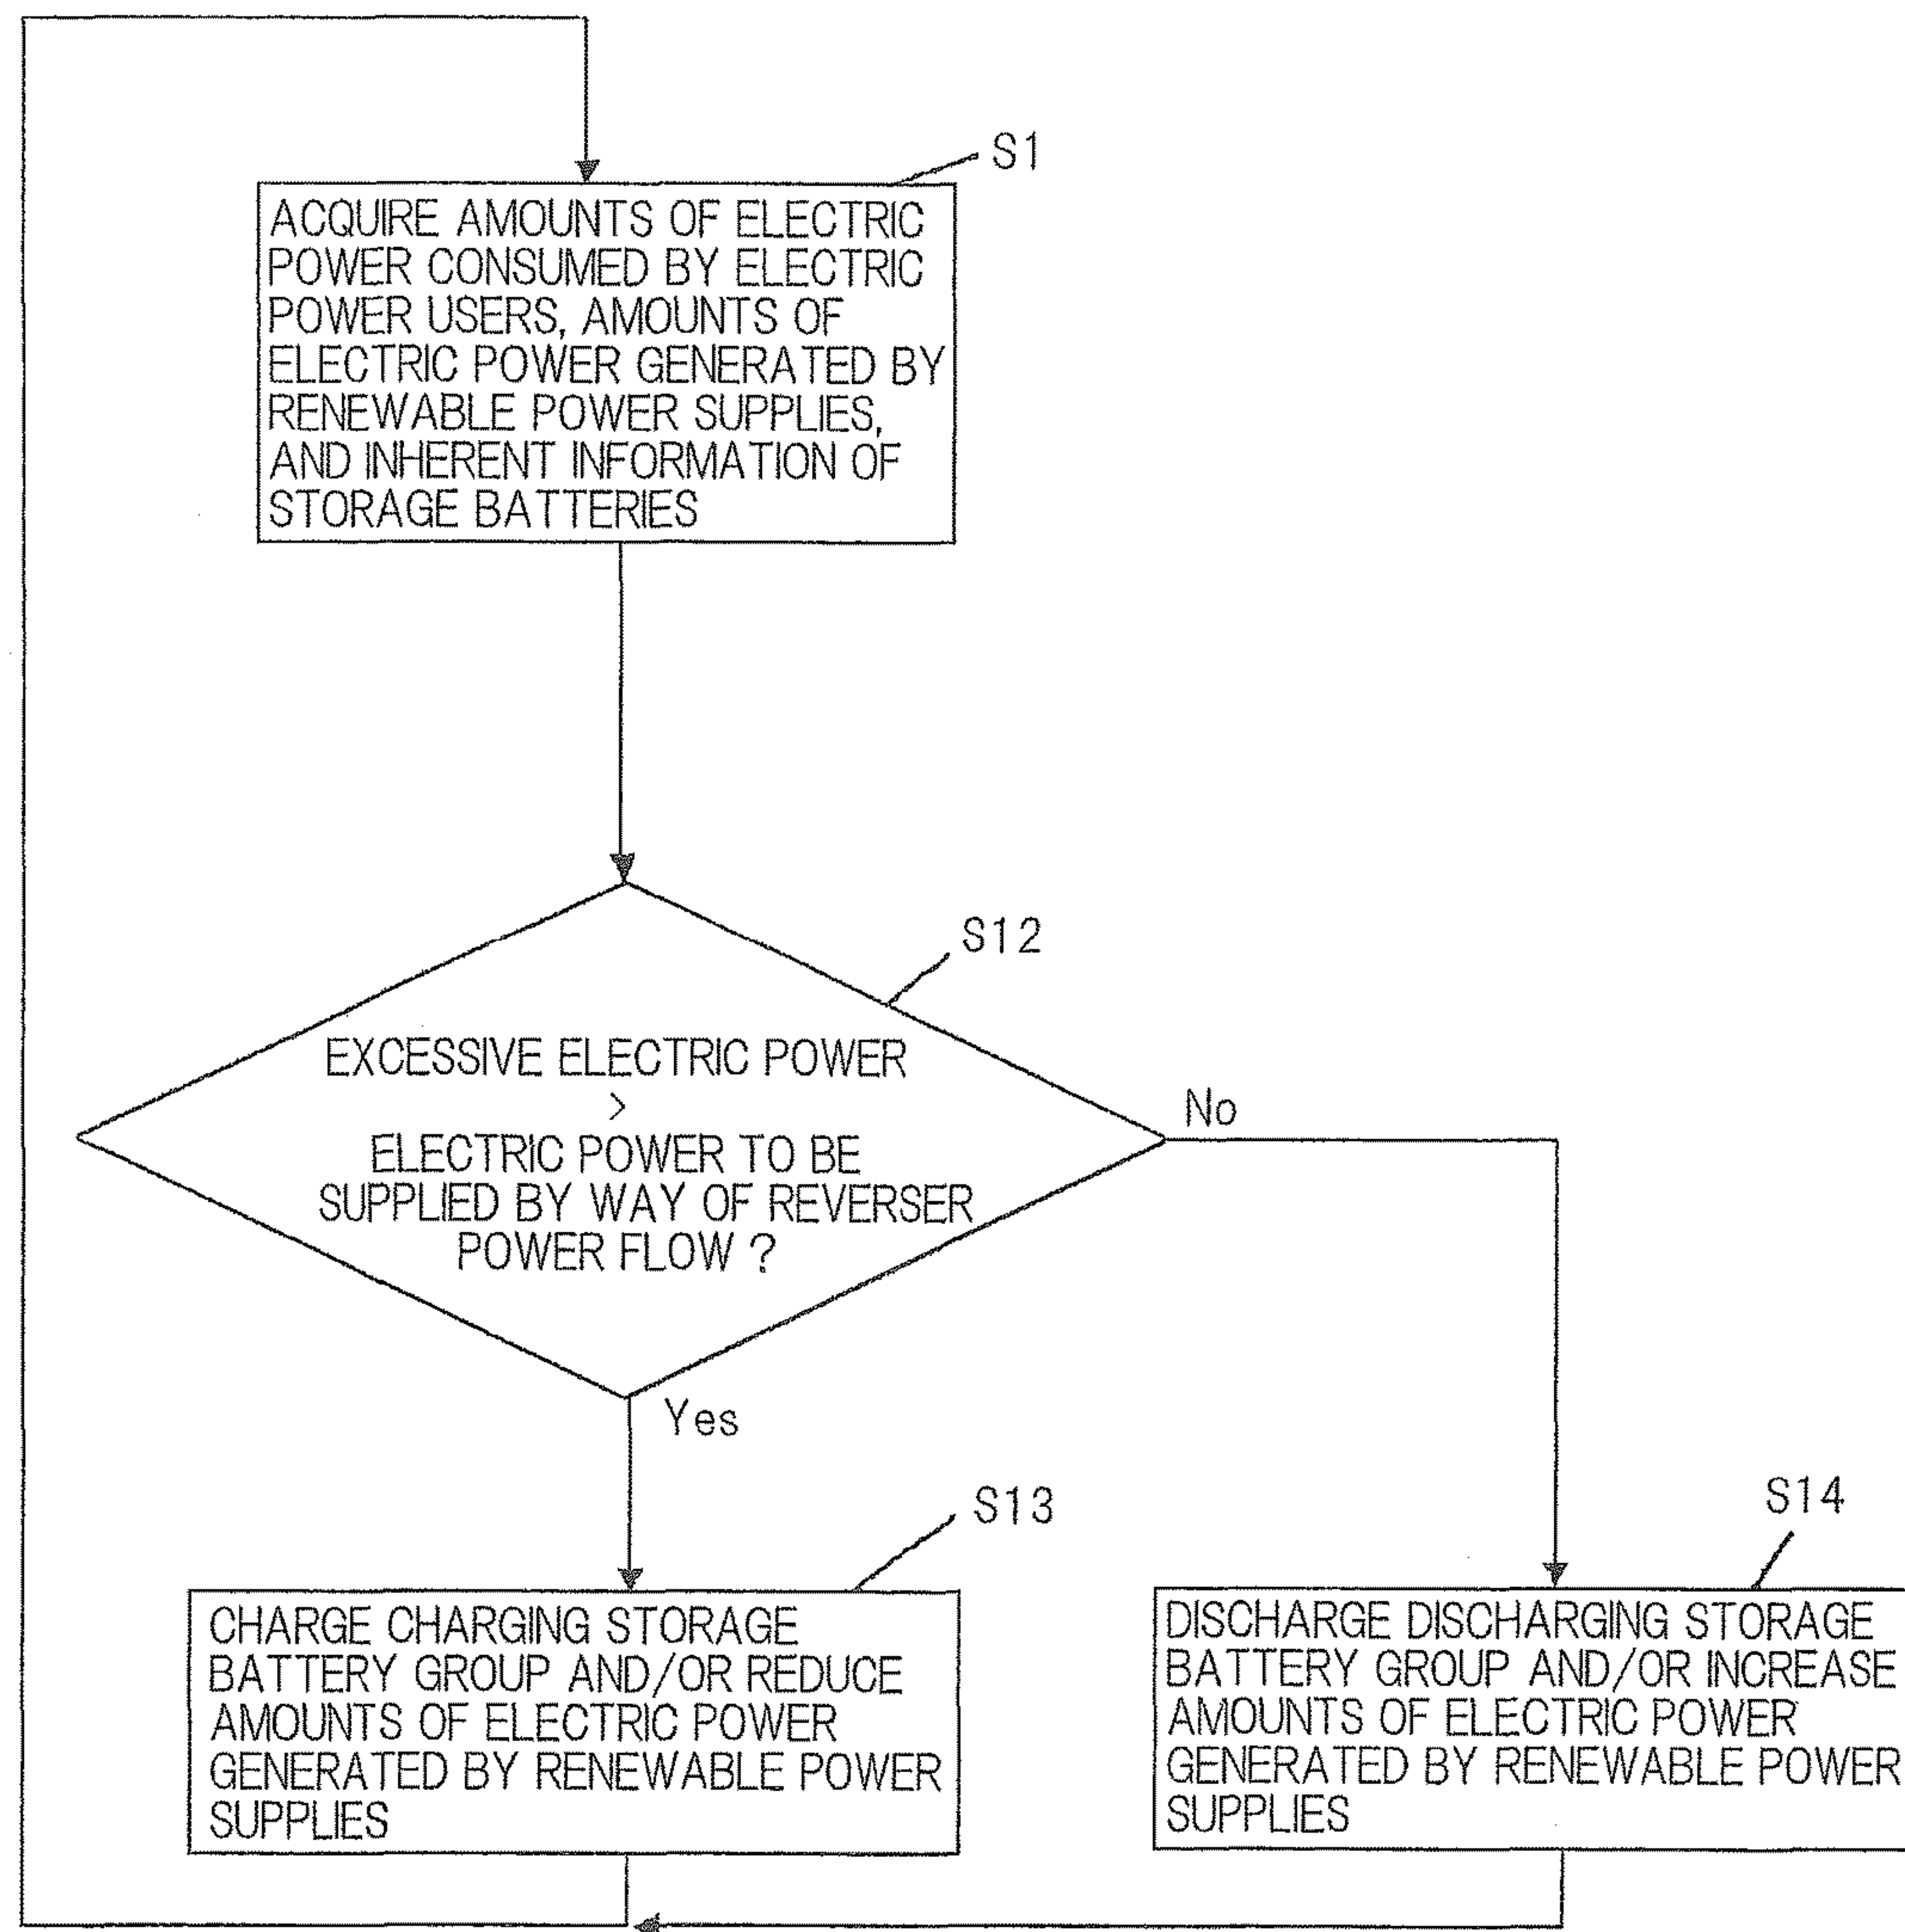 S1
ACQUIRE AMOUNTS OF ELECTRIC
POWER CONSUMED BY ELECTRIC
POWER USERS, AMOUNTS OF
ELECTRIC POWER GENERATED BY
RENEWABLE POWER SUPPLIES,
AND INHERENT INFORMATION OF
STORAGE BATTERIES
S12
EXCESSIVE ELECTRIC POWER
>
ELECTRIC POWER TO BE
SUPPLIED BY WAY OF REVERSER
POWER FLOW ?
No
Yes
S13
CHARGE CHARGING STORAGE
BATTERY GROUP AND/OR REDUCE
AMOUNTS OF ELECTRIC POWER
GENERATED BY RENEWABLE POWER
SUPPLIES
S14
DISCHARGE DISCHARGING STORAGE
BATTERY GROUP AND/OR INCREASE
AMOUNTS OF ELECTRIC POWER
GENERATED BY RENEWABLE POWER
SUPPLIES